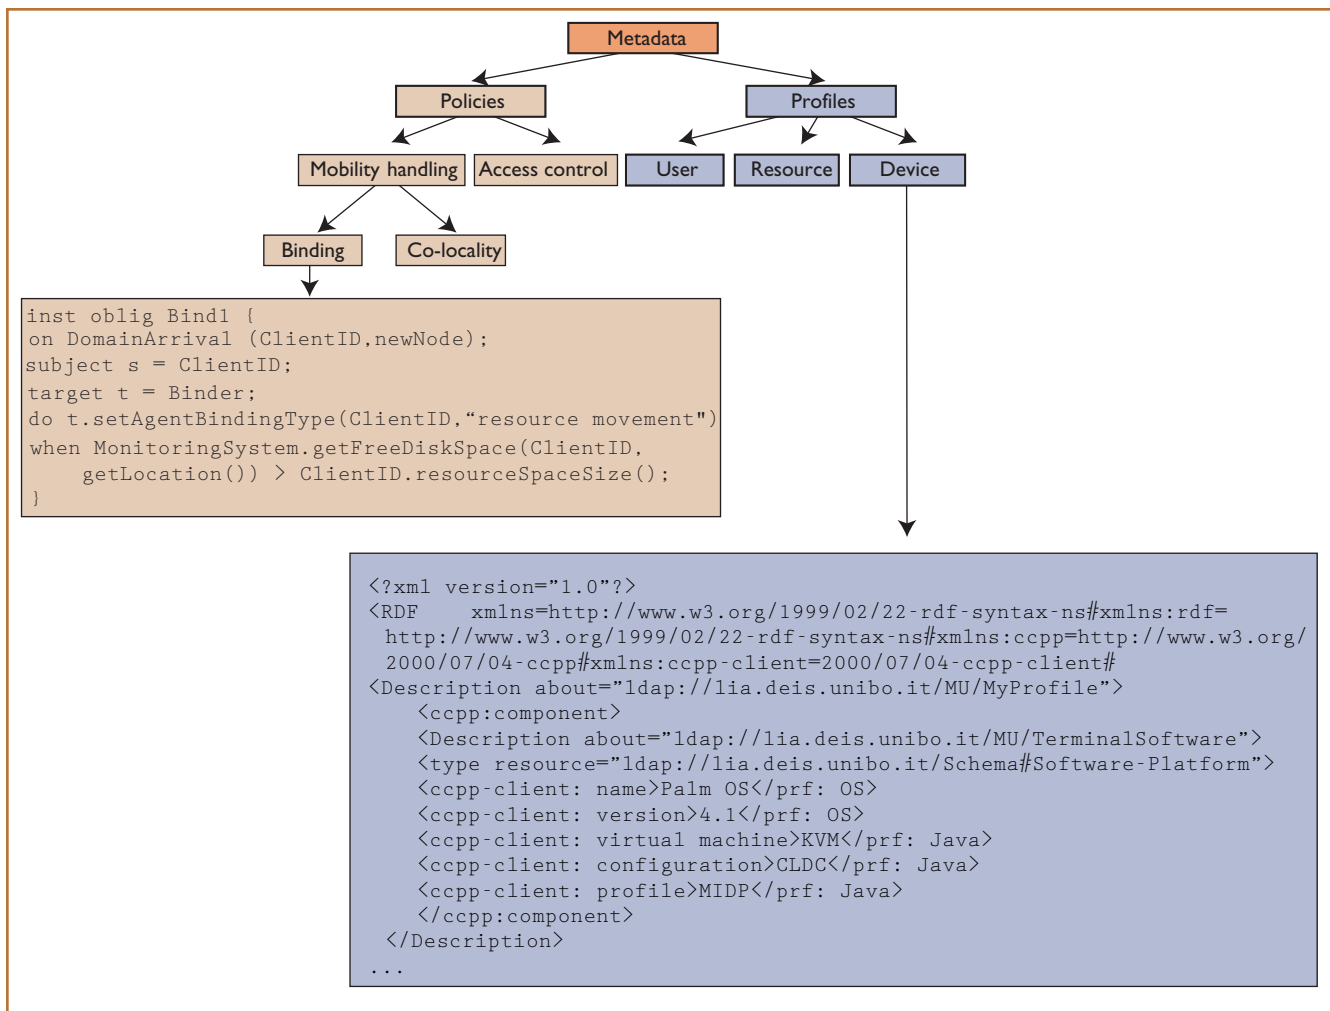 Metadata
Policies
Profiles
Mobility handling
Access control
User
Resource
Device
Binding
Co-locality
inst oblig Bind1 {
on DomainArrival (ClientID,newNode);
subject s = ClientID;
target t = Binder;
do t.setAgentBindingType(ClientID,“resource movement")
when MonitoringSystem.getFreeDiskSpace(ClientID,
getLocation()) > ClientID.resourceSpaceSize();
}
<?xml version="1.0”?>
<RDF xmlns=http://www.w3.org/1999/02/22-rdf-syntax-ns#xmlns:rdf=
http://www.w3.org/1999/02/22-rdf-syntax-ns#xmlns:ccpp=http://www.w3.org/
2000/07/04-ccpp#xmlns:ccpp-client=2000/07/04-ccpp-client#
<Description about="ldap://lia.deis.unibo.it/MU/MyProfile”>
<ccpp:component>
<Description about="ldap://lia.deis.unibo.it/MU/TerminalSoftware”>
<type resource="ldap://lia.deis.unibo.it/Schema#Software-Platform”>
<ccpp-client: name>Palm OS</prf: OS>
<ccpp-client: version>4.1</prf: OS>
<ccpp-client: virtual machine>KVM</prf: Java>
<ccpp-client: configuration>CLDC</prf: Java>
<ccpp-client: profile>MIDP</prf: Java>
</ccpp:component>
</Description>
...